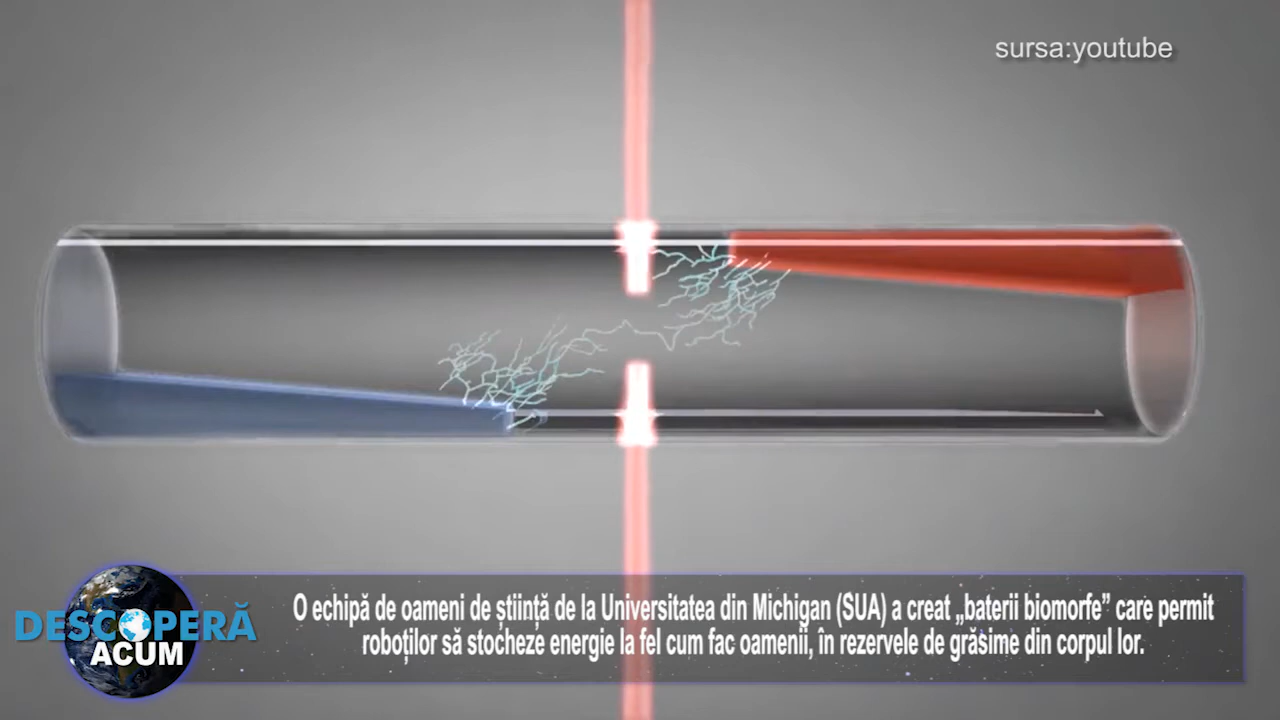 sursa:youtube
O echipă de oameni de știință de la Universitatea din Michigan (SUA) a creat „baterii biomorfe” care permit
roboților să stocheze energie la fel cum fac oamenii, în rezervele de grăsime din corpul lor.
DESCOPERĂ
ACUM